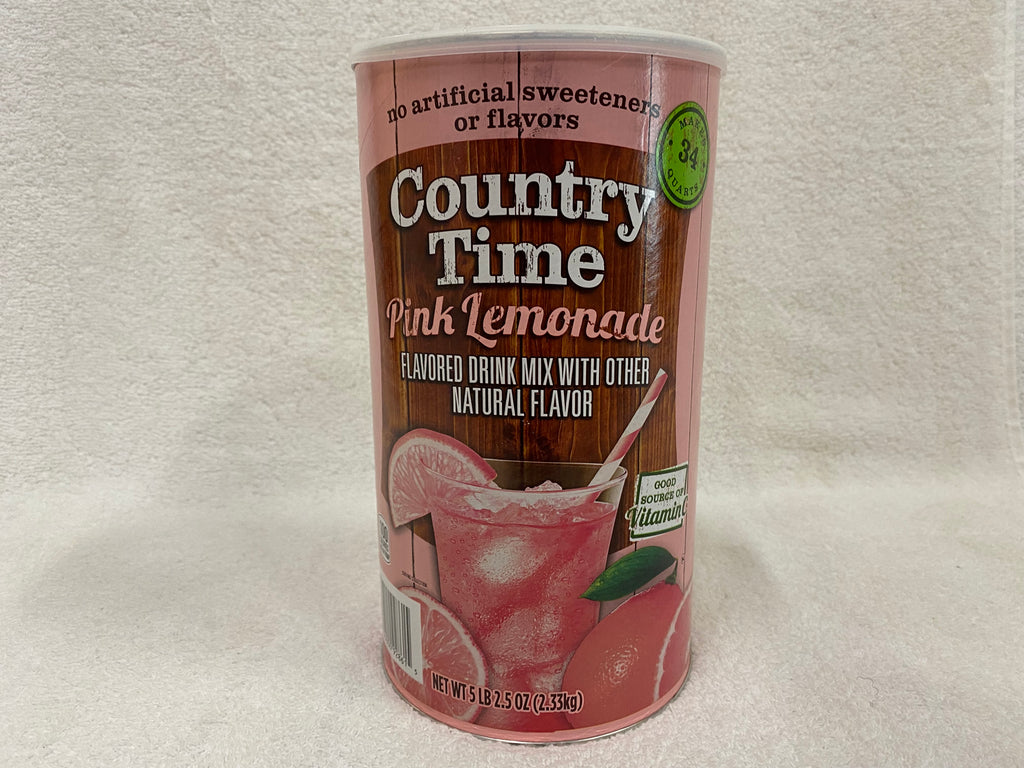 no artificial sweeteners
or flavors
MAKES
34
QUARTS
Country
Time
Pink Lemonade
FLAVORED DRINK MIX WITH OTHER
NATURAL FLAVOR
GOOD
SOURCE OF
Vitamin C
NET WT 5 LB 2.5 OZ (2.33kg)